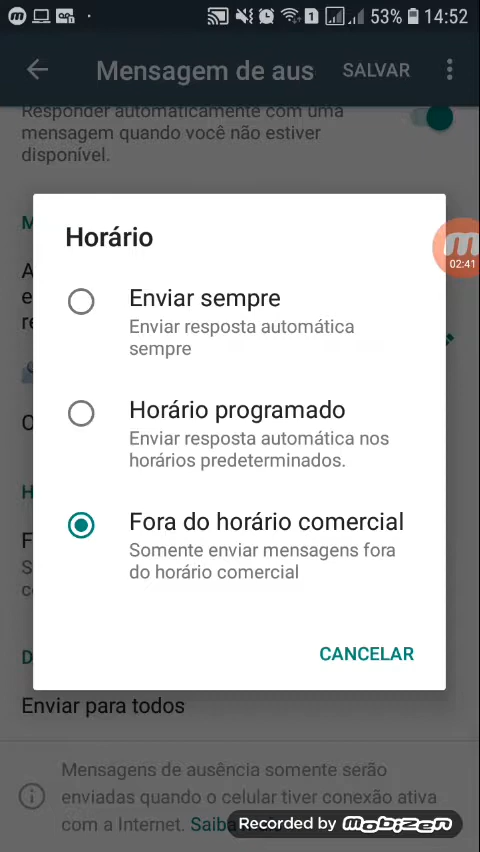 53% 14:52
Mensagem de aus SALVAR
Responder automaticamente com uma
mensagem quando você não estiver
disponível.
M
Horário
02:41
A
Enviar sempre
e
Enviar resposta automática
re
sempre
Horário programado
O
Enviar resposta automática nos
horários predeterminados.
H
Fora do horário comercial
F
Somente enviar mensagens fora
S
do horário comercial
c
CANCELAR
D
Enviar para todos
Mensagens de ausência somente serão
enviadas quando o celular tiver conexão ativa
com a Internet. Saiba
Recorded by mobizen